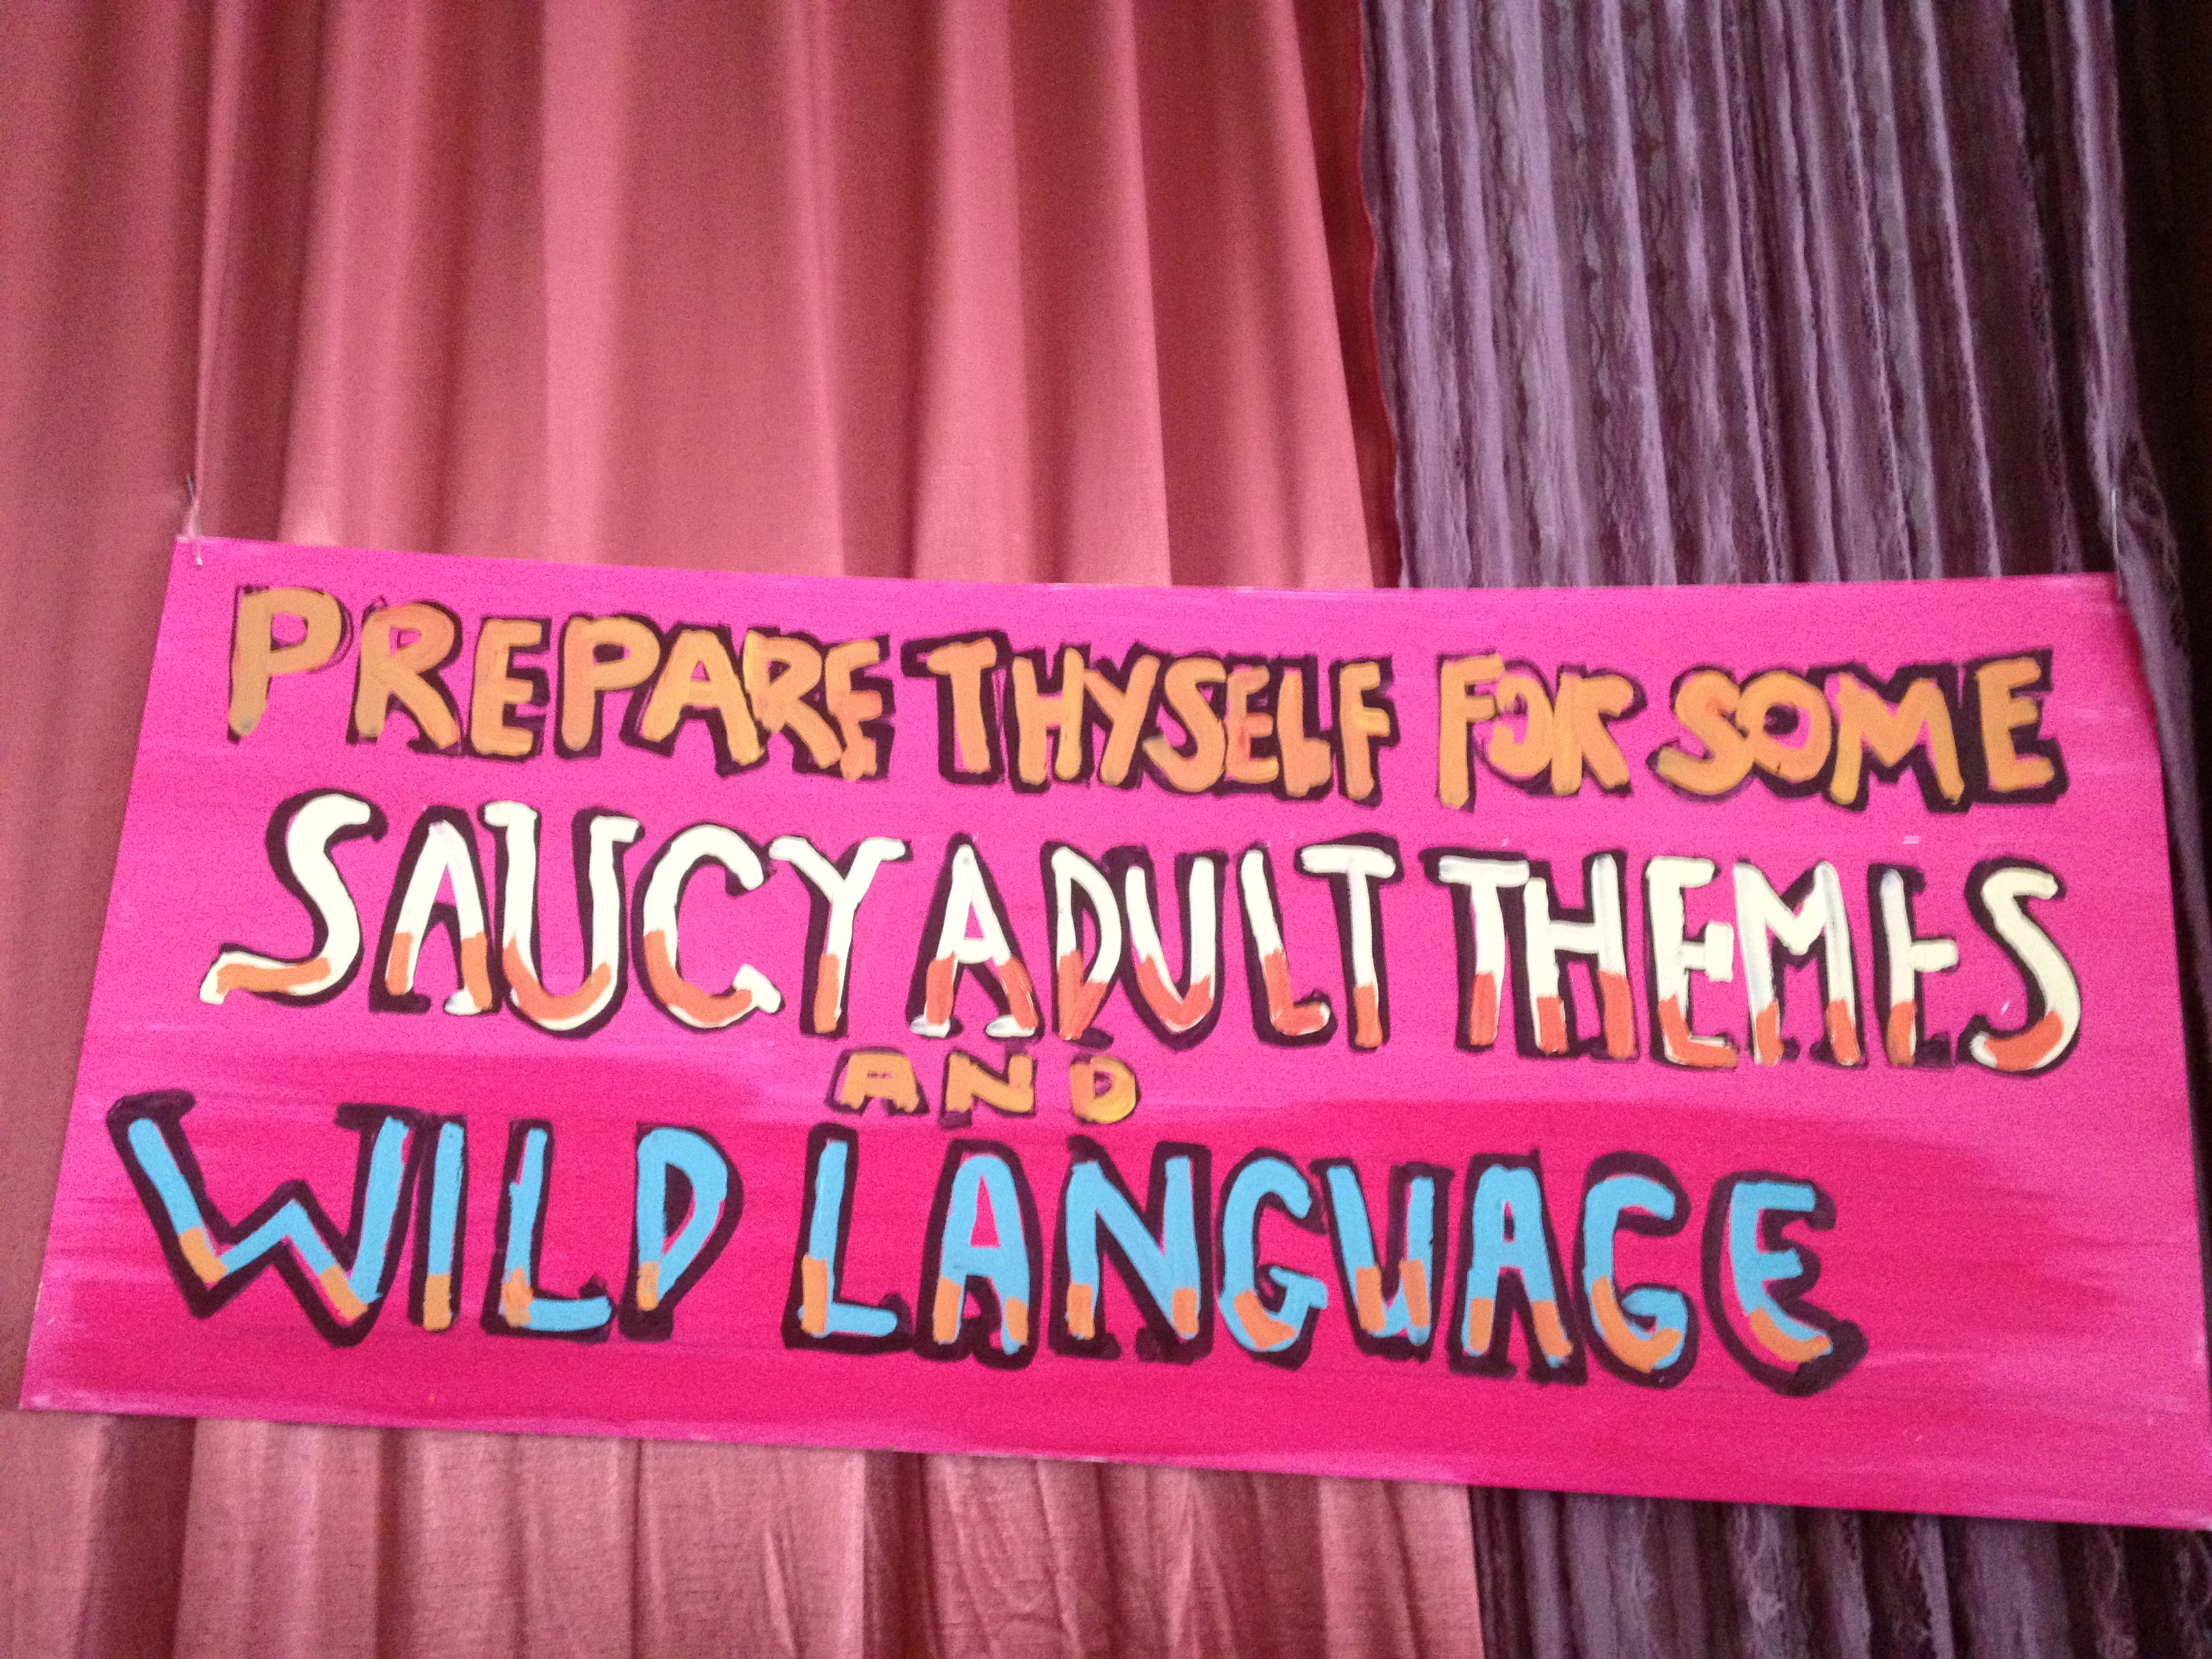 PREPARE THYSELF FOR SOME
SAUCY ADULT THEMES
AND
WILD LANGUAGE